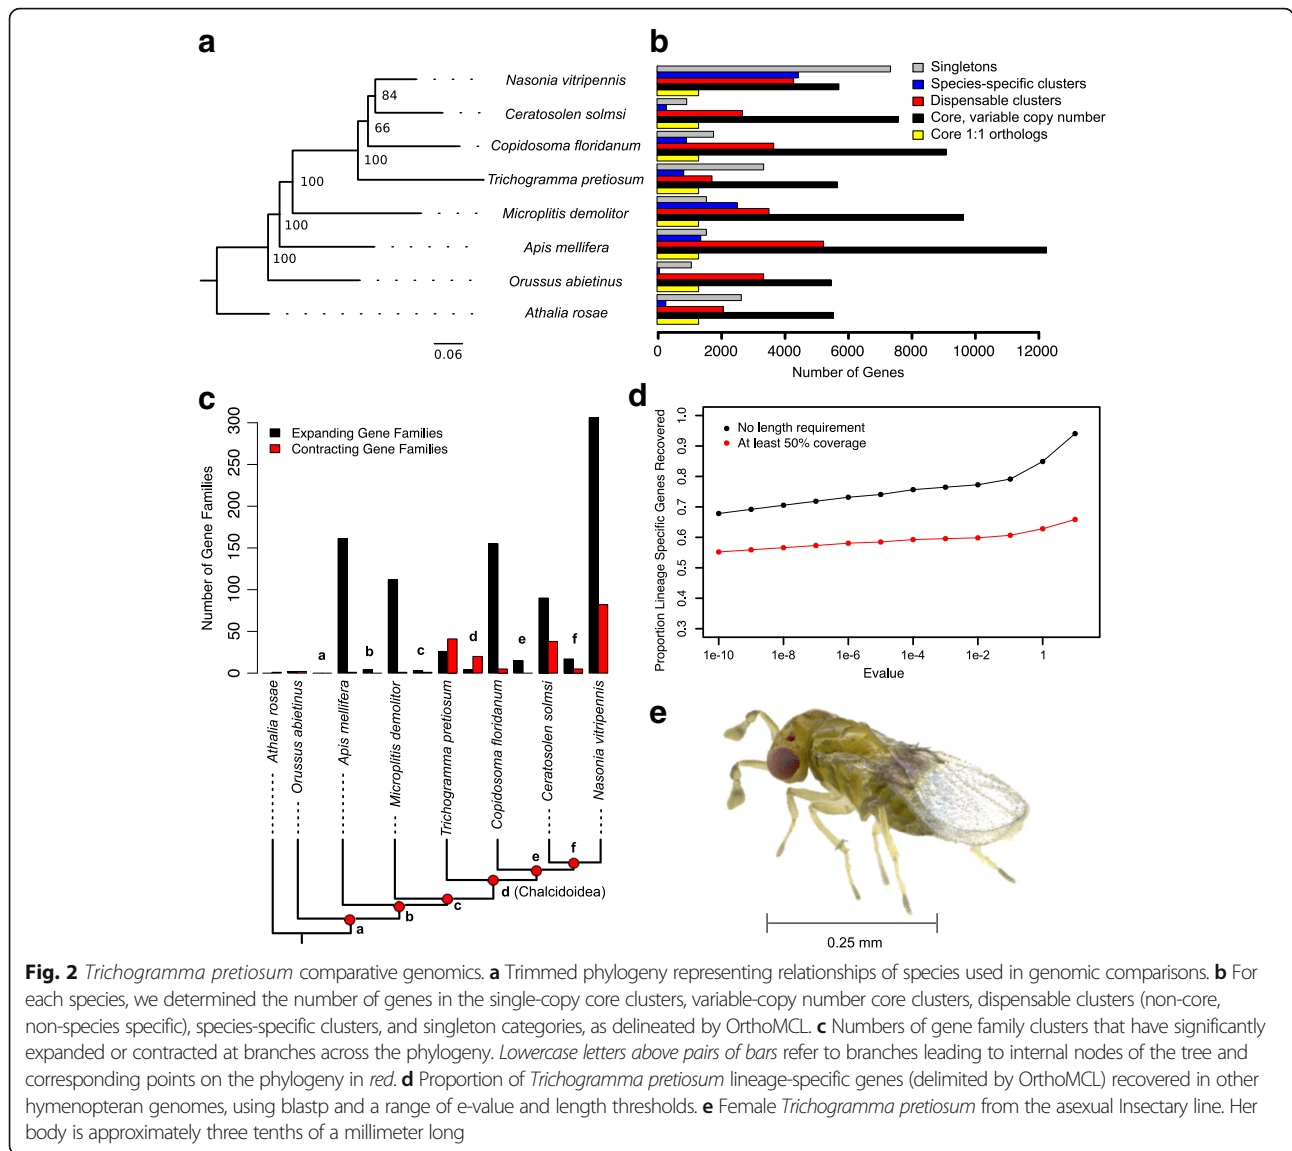 a
Nasonia vitripennis
84
Ceratosolen solmsi
66
Copidosoma floridanum
100
Trichogramma pretiosum
100
Microplitis demolitor
100
Apis mellifera
100
Orussus abietinus
Athalia rosae
0.06
b
Singletons
Species-specific clusters
Dispensable clusters
Core, variable copy number
Core 1:1 orthologs
0 2000 4000 6000 8000 10000 12000
Number of Genes
c
Number of Gene Families
300
250
200
150
100
50
0
Expanding Gene Families
Contracting Gene Families
a
b
c
d
e
f
Athalia rosae
Orussus abietinus
Apis mellifera
Microplitis demolitor
Trichogramma pretiosum
Copidosoma floridanum
Ceratosolen solmsi
Nasonia vitripennis
f
e
d (Chalcidoidea)
c
b
a
d
Proportion Lineage Specific Genes Recovered
1.0
0.9
0.8
0.7
0.6
0.5
0.4
0.3
No length requirement
At least 50% coverage
1e-10 1e-8 1e-6 1e-4 1e-2 1
Evalue
e
0.25 mm
Fig. 2 Trichogramma pretiosum comparative genomics. a Trimmed phylogeny representing relationships of species used in genomic comparisons. b For
each species, we determined the number of genes in the single-copy core clusters, variable-copy number core clusters, dispensable clusters (non-core,
non-species specific), species-specific clusters, and singleton categories, as delineated by OrthoMCL. c Numbers of gene family clusters that have significantly
expanded or contracted at branches across the phylogeny. Lowercase letters above pairs of bars refer to branches leading to internal nodes of the tree and
corresponding points on the phylogeny in red. d Proportion of Trichogramma pretiosum lineage-specific genes (delimited by OrthoMCL) recovered in other
hymenopteran genomes, using blastp and a range of e-value and length thresholds. e Female Trichogramma pretiosum from the asexual Insectary line. Her
body is approximately three tenths of a millimeter long